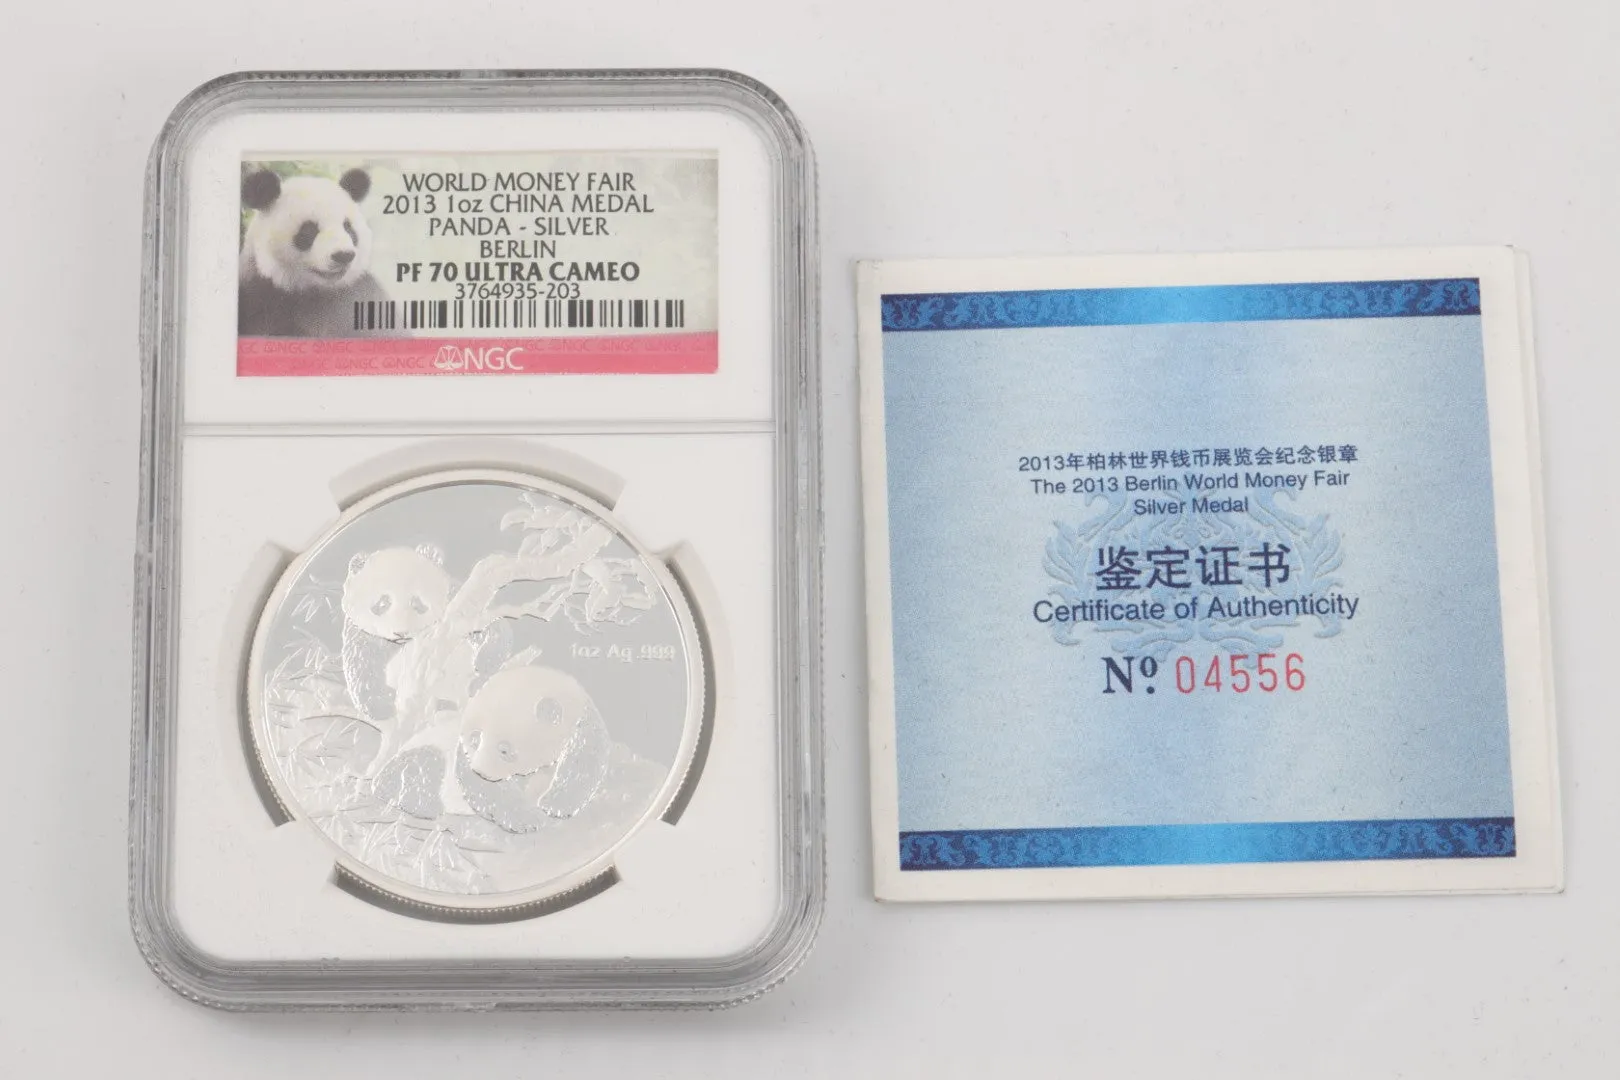 WORLD MONEY FAIR
2013 1oz CHINA MEDAL
PANDA - SILVER
BERLIN
PF 70 ULTRA CAMEO
3764935-203
NGC
1oz Ag .999
2013年柏林世界钱币展览会纪念银章
The 2013 Berlin World Money Fair
Silver Medal
鉴定证书
Certificate of Authenticity
Nº 04556